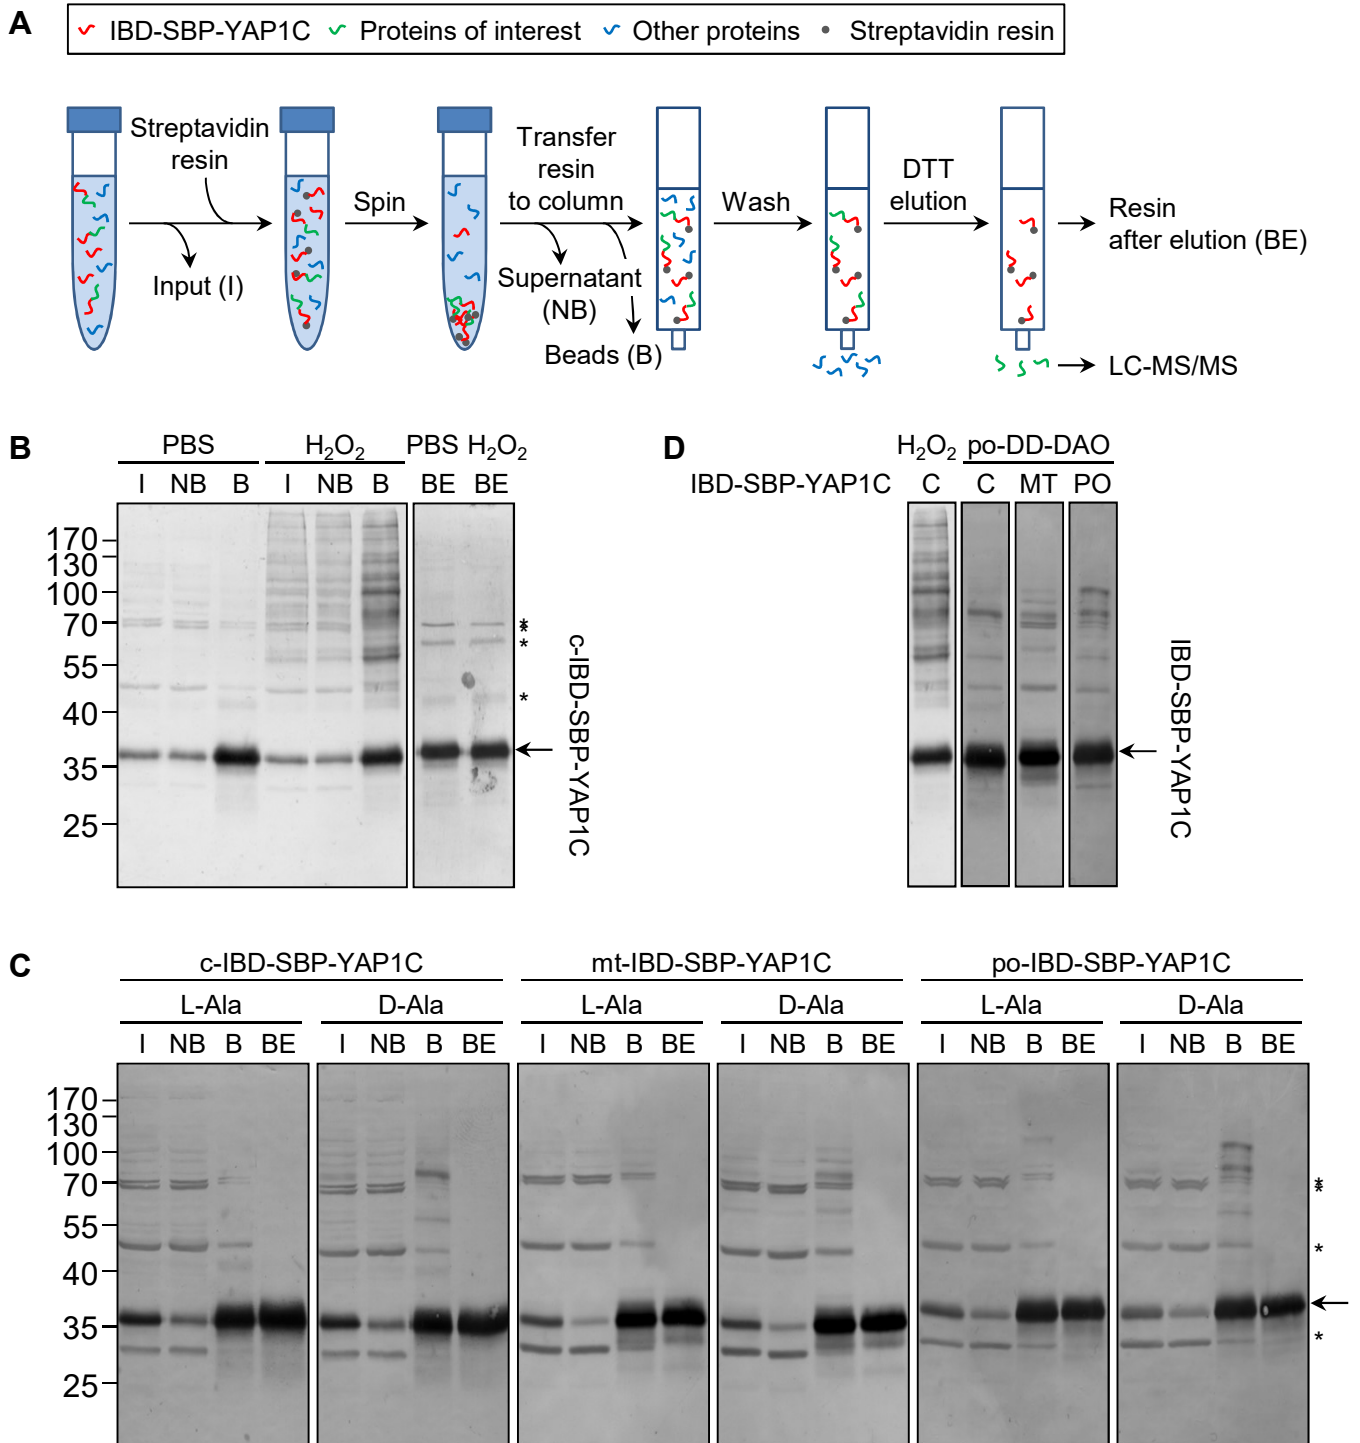 A
IBD-SBP-YAP1C Proteins of interest Other proteins Streptavidin resin
Streptavidin
resin
Input (I)
Spin
Transfer
resin
to column
Supernatant
(NB)
Beads (B)
Wash
DTT
elution
Resin
after elution (BE)
LC-MS/MS
B
PBS H2O2 PBS H2O2
I NB B I NB B BE BE
170
130
100
70
55
40
35
25
*
*
*
*
c-IBD-SBP-YAP1C
D
H2O2 po-DD-DAO
IBD-SBP-YAP1C C C MT PO
IBD-SBP-YAP1C
C
c-IBD-SBP-YAP1C mt-IBD-SBP-YAP1C po-IBD-SBP-YAP1C
L-Ala D-Ala L-Ala D-Ala L-Ala D-Ala
I NB B BE I NB B BE I NB B BE I NB B BE I NB B BE I NB B BE
170
130
100
70
55
40
35
25
*
*
*
*